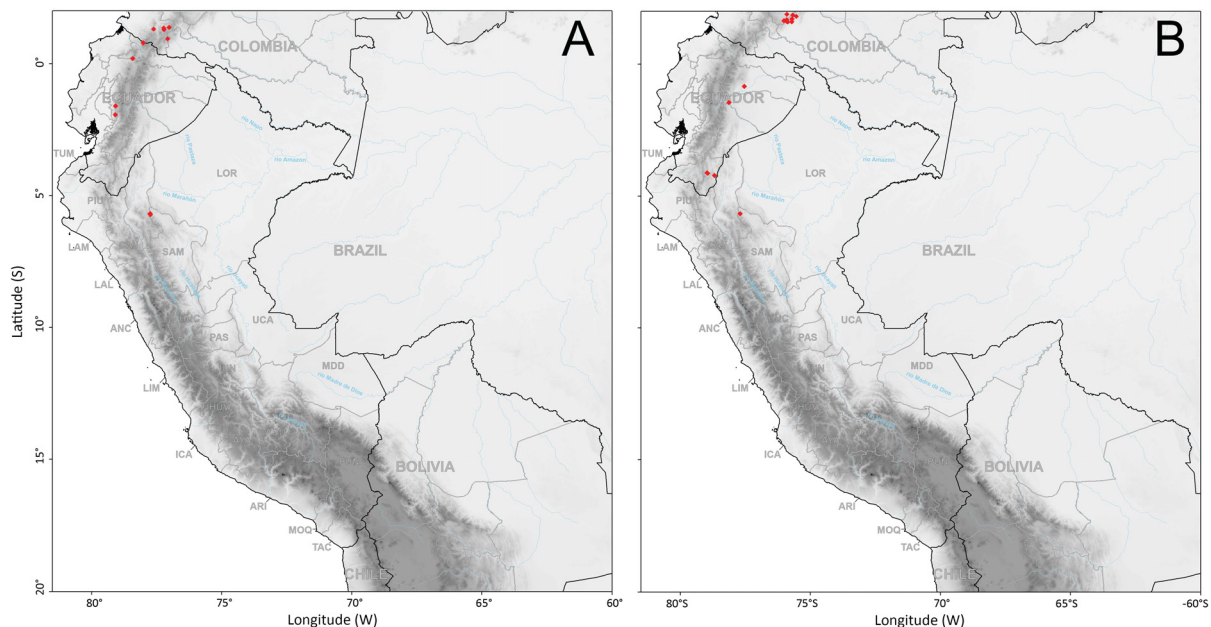 A
COLOMBIA
0°
ECUADOR
río Napo
río Pastaza
TUM
río Amazon
LOR
5°
río Marañón
PIU
LAM
SAM
BRAZIL
LAL
ANC
UCA
10°
PAS
MDD
río Madre de Dios
LIM
15°
ICA
BOLIVIA
ARI
MOQ
TAC
CHILE
20°
80°
75°
70°
65°
60°
Latitude (S)
Longitude (W)
B
COLOMBIA
ECUADOR
río Napo
río Pastaza
TUM
río Amazon
LOR
río Marañón
PIU
LAM
SAM
BRAZIL
LAL
ANC
UCA
PAS
MDD
río Madre de Dios
LIM
ICA
BOLIVIA
ARI
MOQ
TAC
CHILE
80°S
75°S
70°S
65°S
-60°S
Longitude (W)